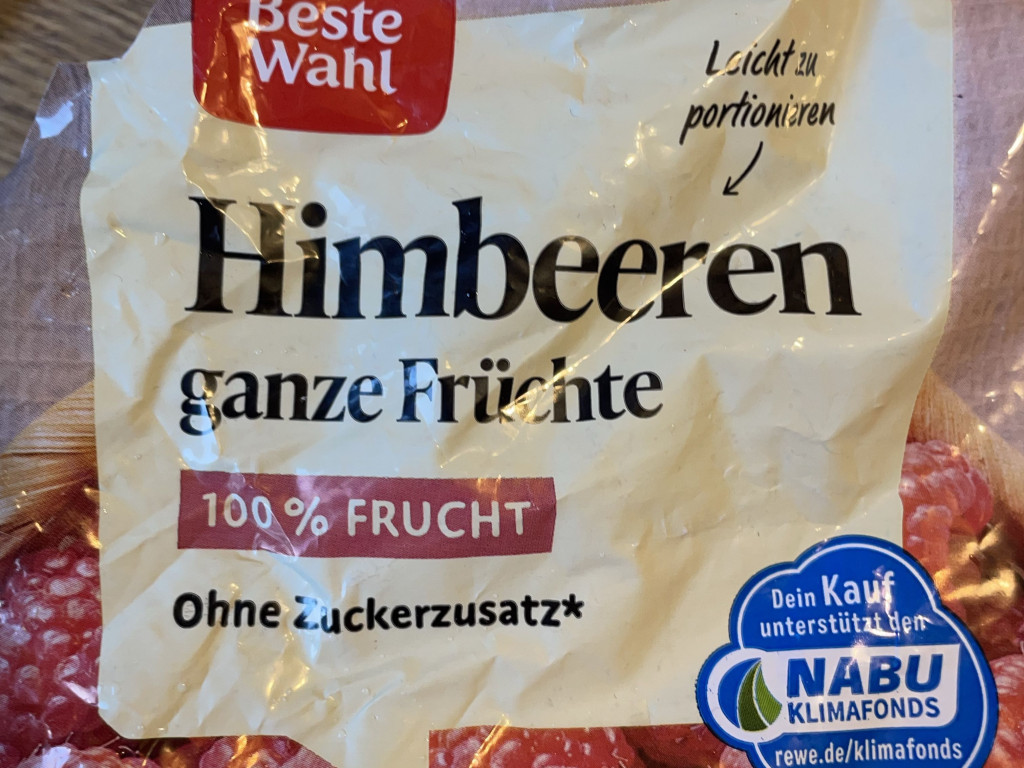 Beste
Wahl
Leicht zu
portionieren
Himbeeren
ganze Früchte
100 % FRUCHT
Ohne Zuckerzusatz*
Dein Kauf
unterstützt den
NABU
KLIMAFONDS
rewe.de/klimafonds